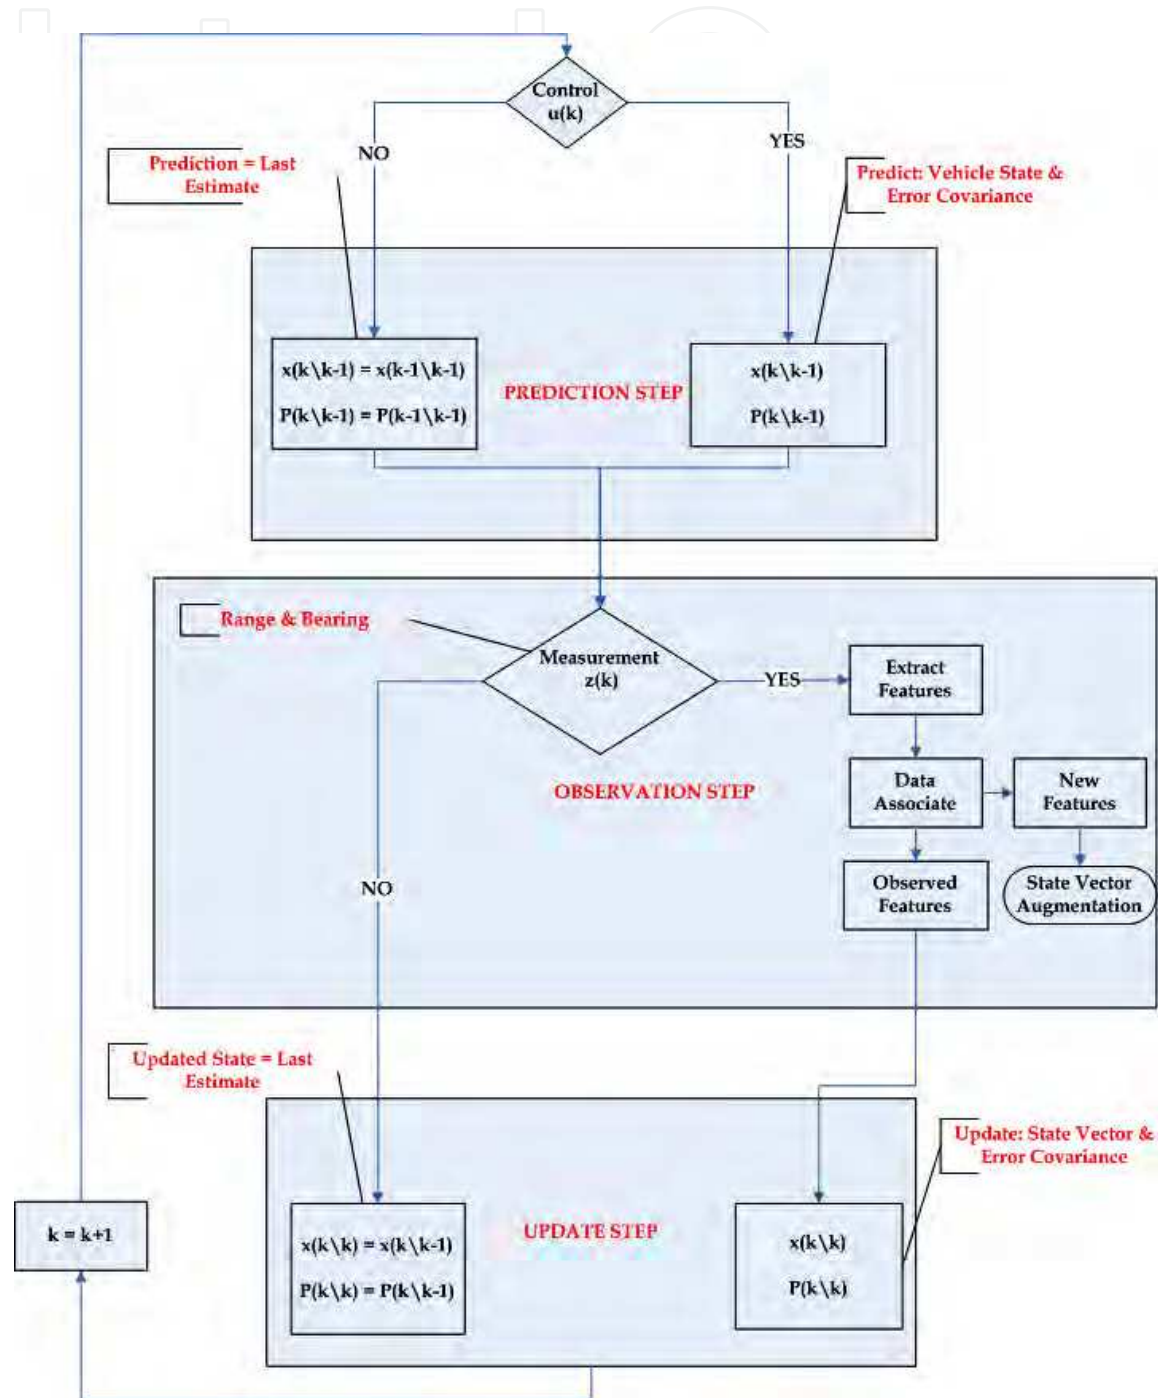 Control
u(k)
NO
YES
Prediction = Last
Estimate
Predict: Vehicle State &
Error Covariance
x(k\k-1) = x(k-1\k-1)
P(k\k-1) = P(k-1\k-1)
PREDICTION STEP
x(k\k-1)
P(k\k-1)
Range & Bearing
Measurement
z(k)
YES
Extract
Features
OBSERVATION STEP
Data
Associate
New
Features
NO
Observed
Features
State Vector
Augmentation
Updated State = Last
Estimate
Update: State Vector &
Error Covariance
k = k+1
x(k\k) = x(k\k-1)
P(k\k) = P(k\k-1)
UPDATE STEP
x(k\k)
P(k\k)